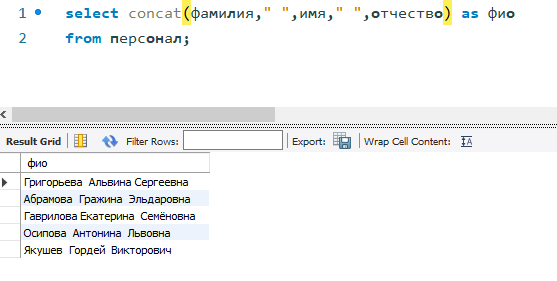 1 select concat(фамилия," ",имя," ",отчество) as фио
2 from персонал;
Result Grid Filter Rows: Export: Wrap Cell Content:
фио
Григорьева Альвина Сергеевна
Абрамова Гражина Эльдаровна
Гаврилова Екатерина Семёновна
Осипова Антонина Львовна
Якушев Гордей Викторович